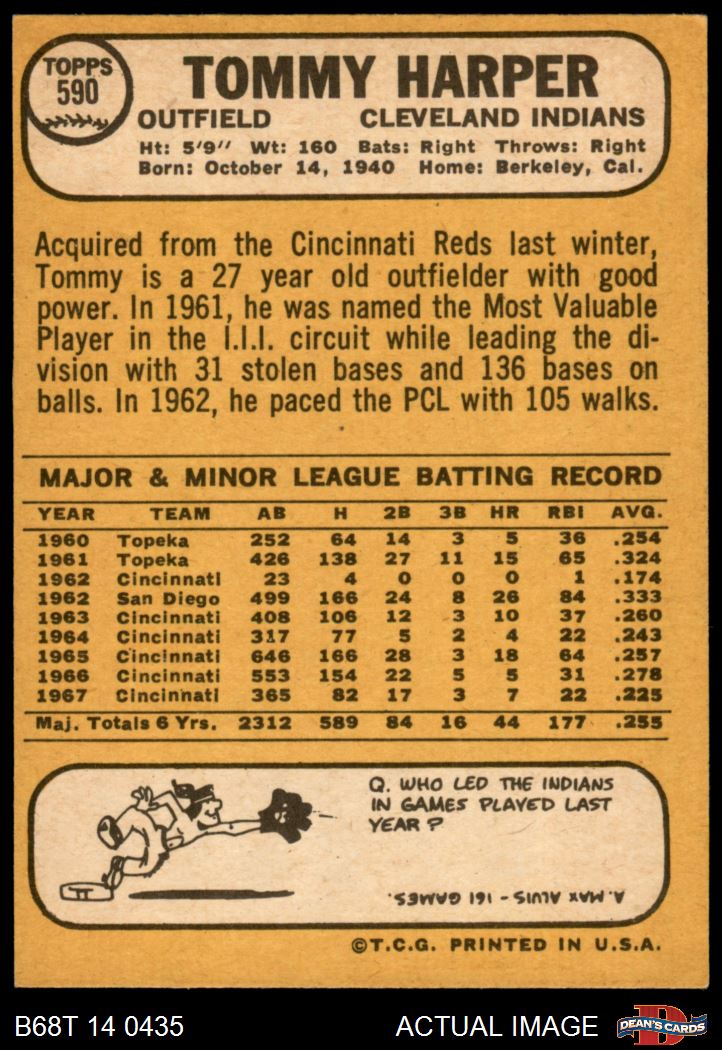 TOPPS
590
TOMMY HARPER
OUTFIELD CLEVELAND INDIANS
Ht: 5'9" Wt: 160 Bats: Right Throws: Right
Born: October 14, 1940 Home: Berkeley, Cal.
Acquired from the Cincinnati Reds last winter,
Tommy is a 27 year old outfielder with good
power. In 1961, he was named the Most Valuable
Player in the I.I.I. circuit while leading the di-
vision with 31 stolen bases and 136 bases on
balls. In 1962, he paced the PCL with 105 walks.
MAJOR & MINOR LEAGUE BATTING RECORD
YEAR TEAM AB H 2B 3B HR RBI AVG.
1960 Topeka 252 64 14 3 5 36 .254
1961 Topeka 426 138 27 11 15 65 .324
1962 Cincinnati 23 4 0 0 0 1 .174
1962 San Diego 499 166 24 8 26 84 .333
1963 Cincinnati 408 106 12 3 10 37 .260
1964 Cincinnati 317 77 5 2 4 22 .243
1965 Cincinnati 646 166 28 3 18 64 .257
1966 Cincinnati 553 154 22 5 5 31 .278
1967 Cincinnati 365 82 17 3 7 22 .225
Maj. Totals 6 Yrs. 2312 589 84 16 44 177 .255
Q. WHO LED THE INDIANS
IN GAMES PLAYED LAST
YEAR?
A. MAX ALVIS - 161 GAMES.
©T.C.G. PRINTED IN U.S.A.
B68T 14 0435 ACTUAL IMAGE
D
DEAN'S CARDS